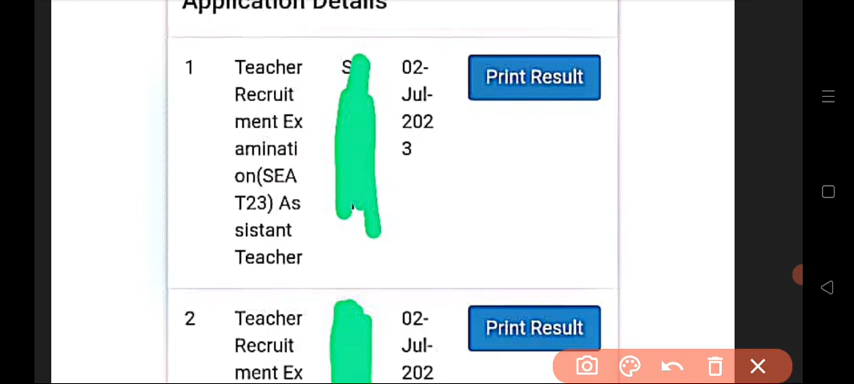 Application Details
1 Teacher 02- Print Result
Recruit Jul-
ment Ex 202
aminati 3
on(SEA
T23) As
sistant
Teacher
2 Teacher 02- Print Result
Recruit Jul-
ment Ex 202